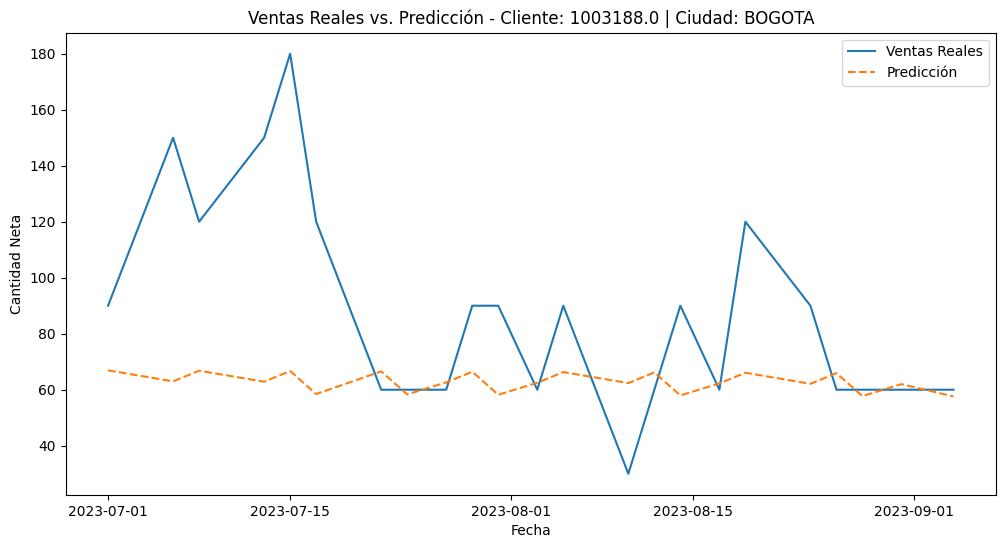 Ventas Reales vs. Predicción - Cliente: 1003188.0 | Ciudad: BOGOTA
Ventas Reales
Predicción
Cantidad Neta
180
160
140
120
100
80
60
40
2023-07-01
2023-07-15
2023-08-01
2023-08-15
2023-09-01
Fecha